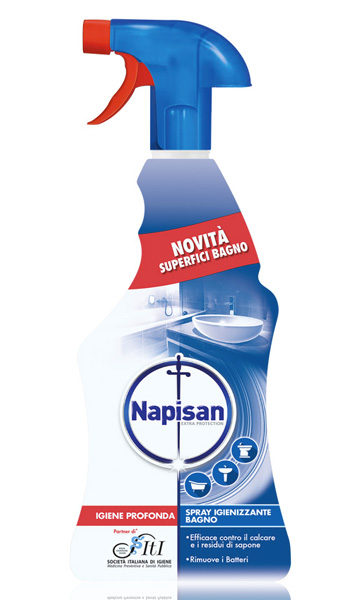 NOVITÀ
SUPERFICI BAGNO
Napisan
EXTRA PROTECTION
IGIENE PROFONDA
SPRAY IGIENIZZANTE
BAGNO
Partner di
ItI
SOCIETÀ ITALIANA DI IGIENE
Medicina Preventiva e Sanità Pubblica
•Efficace contro il calcare
e i residui di sapone
•Rimuove i Batteri